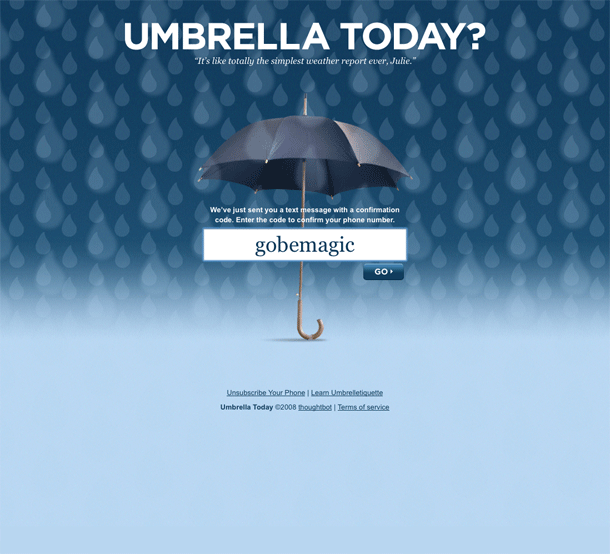 UMBRELLA TODAY?
"It's like totally the simplest weather report ever, Julie."
We've just sent you a text message with a confirmation
code. Enter the code to confirm your phone number.
gobemagic
GO
Unsubscribe Your Phone | Learn Umbrelletiquette
Umbrella Today ©2008 thoughtbot | Terms of service